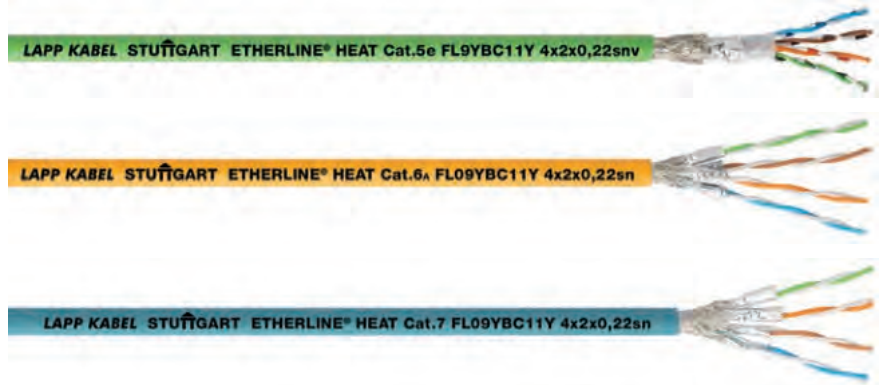 LAPP KABEL STUTTGART ETHERLINE® HEAT Cat.5e FL9YBC11Y 4x2x0,22snv
LAPP KABEL STUTTGART ETHERLINE® HEAT Cat.6A FL09YBC11Y 4x2x0,22sn
LAPP KABEL STUTTGART ETHERLINE® HEAT Cat.7 FL09YBC11Y 4x2x0,22sn